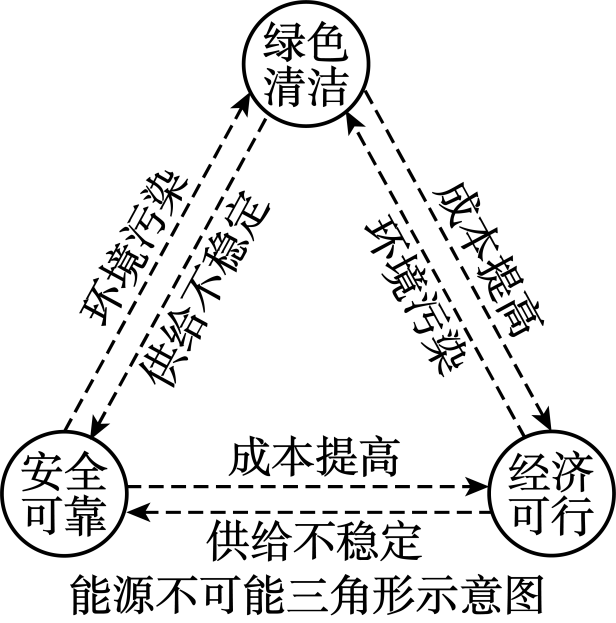 绿色
清洁
环境污染
供给不稳定
环境污染
成本提高
安全
可靠
成本提高
供给不稳定
经济
可行
能源不可能三角形示意图